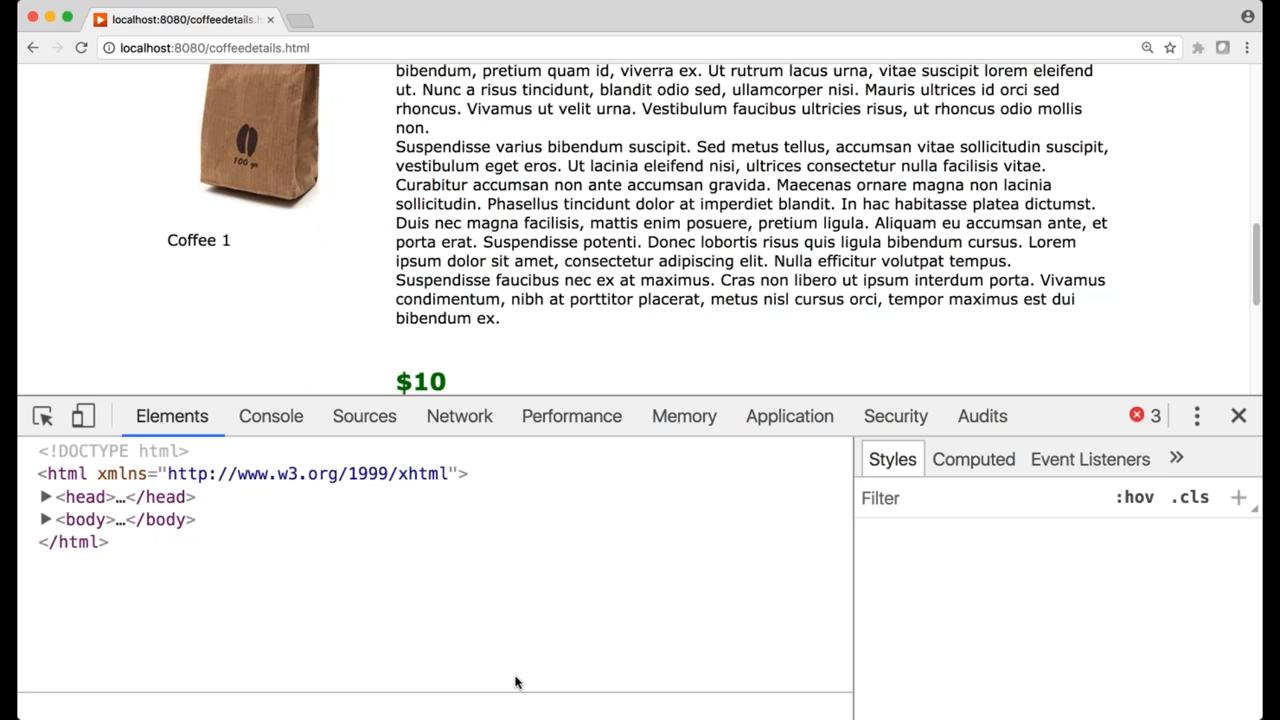 localhost:8080/coffeedetails.h
localhost:8080/coffeedetails.html
bibendum, pretium quam id, viverra ex. Ut rutrum lacus urna, vitae suscipit lorem eleifend
ut. Nunc a risus tincidunt, blandit odio sed, ullamcorper nisi. Mauris ultrices id orci sed
rhoncus. Vivamus ut velit urna. Vestibulum faucibus ultricies risus, ut rhoncus odio mollis
non.
Suspendisse varius bibendum suscipit. Sed metus tellus, accumsan vitae sollicitudin suscipit,
vestibulum eget eros. Ut lacinia eleifend nisi, ultrices consectetur nulla facilisis vitae.
Curabitur accumsan non ante accumsan gravida. Maecenas ornare magna non lacinia
sollicitudin. Phasellus tincidunt dolor at imperdiet blandit. In hac habitasse platea dictumst.
Duis nec magna facilisis, mattis enim posuere, pretium ligula. Aliquam eu accumsan ante, et
porta erat. Suspendisse potenti. Donec lobortis risus quis ligula bibendum cursus. Lorem
ipsum dolor sit amet, consectetur adipiscing elit. Nulla efficitur volutpat tempus.
Suspendisse faucibus nec ex at maximus. Cras non libero ut ipsum interdum porta. Vivamus
condimentum, nibh at porttitor placerat, metus nisl cursus orci, tempor maximus est dui
bibendum ex.
100 gr
Coffee 1
$10
Elements Console Sources Network Performance Memory Application Security Audits 3
<!DOCTYPE html>
<html xmlns="http://www.w3.org/1999/xhtml">
<head>…</head>
<body>…</body>
</html>
Styles Computed Event Listeners »
Filter :hov .cls +